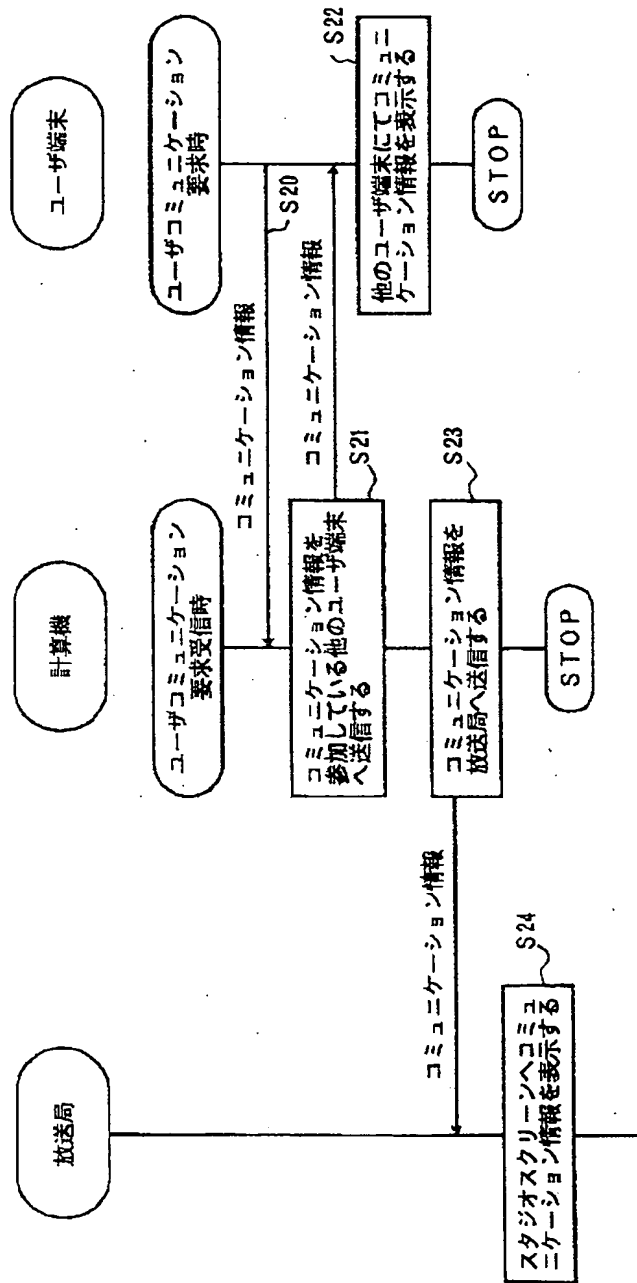 放送局
計算機
ユーザ端末
ユーザコミュニケーション
要求受信時
ユーザコミュニケーション
要求時
コミュニケーション情報
S20
コミュニケーション情報を
参加している他のユーザ端末
へ送信する
S21
コミュニケーション情報
他のユーザ端末にてコミュニ
ケーション情報を表示する
S22
コミュニケーション情報を
放送局へ送信する
S23
コミュニケーション情報
STOP
STOP
スタジオスクリーンへコミュ
ニケーション情報を表示する
S24